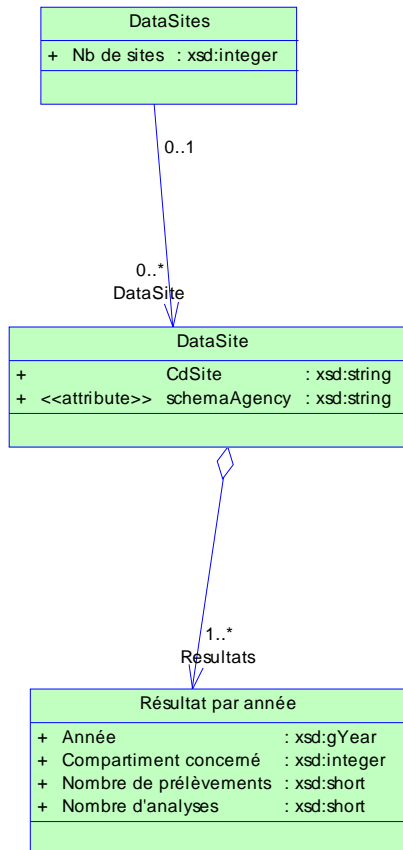 DataSites
+ Nb de sites : xsd:integer
0..1
0..*
DataSite
DataSite
+ CdSite : xsd:string
+ <<attribute>> schemaAgency : xsd:string
1..*
Resultats
Résultat par année
+ Année : xsd:gYear
+ Compartiment concerné : xsd:integer
+ Nombre de prélèvements : xsd:short
+ Nombre d'analyses : xsd:short